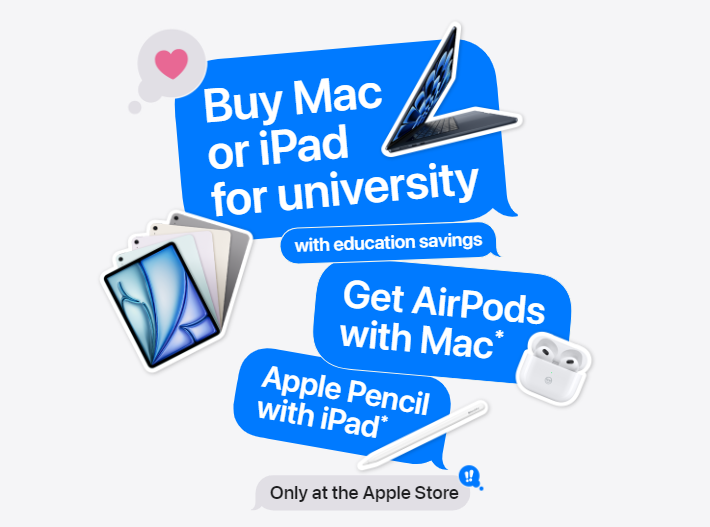 Buy Mac
or iPad
for university
with education savings
Get AirPods
with Mac*
Apple Pencil
with iPad*
!!
Only at the Apple Store